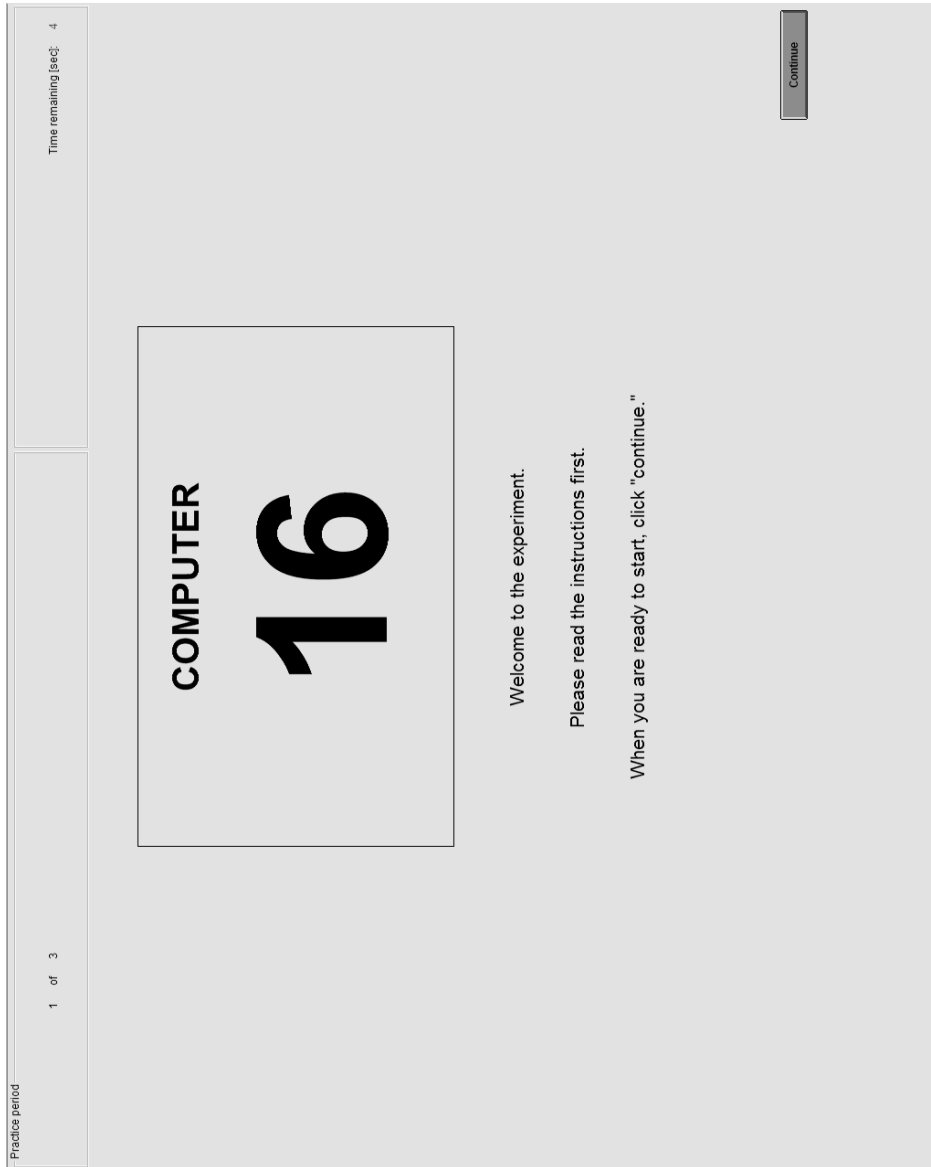 Practice period
1 of 3
Time remaining [sec]: 4
COMPUTER
16
Welcome to the experiment.
Please read the instructions first.
When you are ready to start, click "continue."
Continue